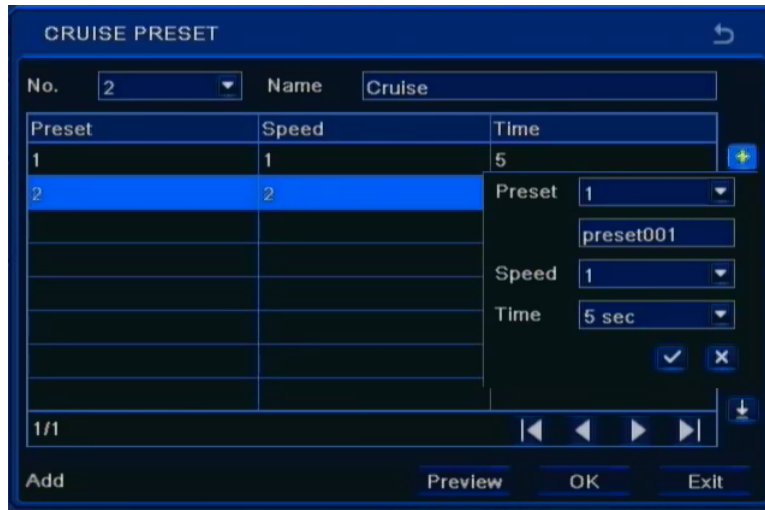 CRUISE PRESET
No. 2 Name Cruise
Preset Speed Time
1 1 5
2 2
Preset 1
preset001
Speed 1
Time 5 sec
1/1
Add Preview OK Exit